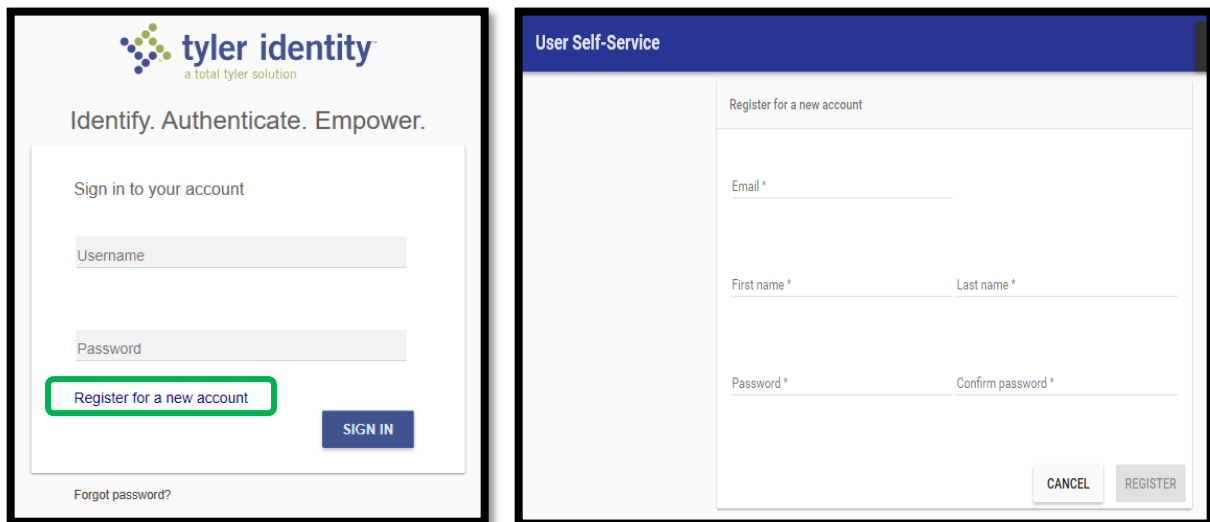 tyler identity™
a total tyler solution
Identify. Authenticate. Empower.
Sign in to your account
Username
Password
Register for a new account
SIGN IN
Forgot password?
User Self-Service
Register for a new account
Email *
First name * Last name *
Password * Confirm password *
CANCEL REGISTER